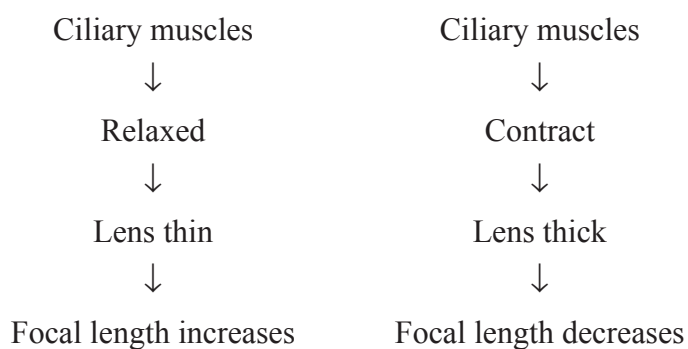 Ciliary muscles
↓
Relaxed
↓
Lens thin
↓
Focal length increases
Ciliary muscles
↓
Contract
↓
Lens thick
↓
Focal length decreases